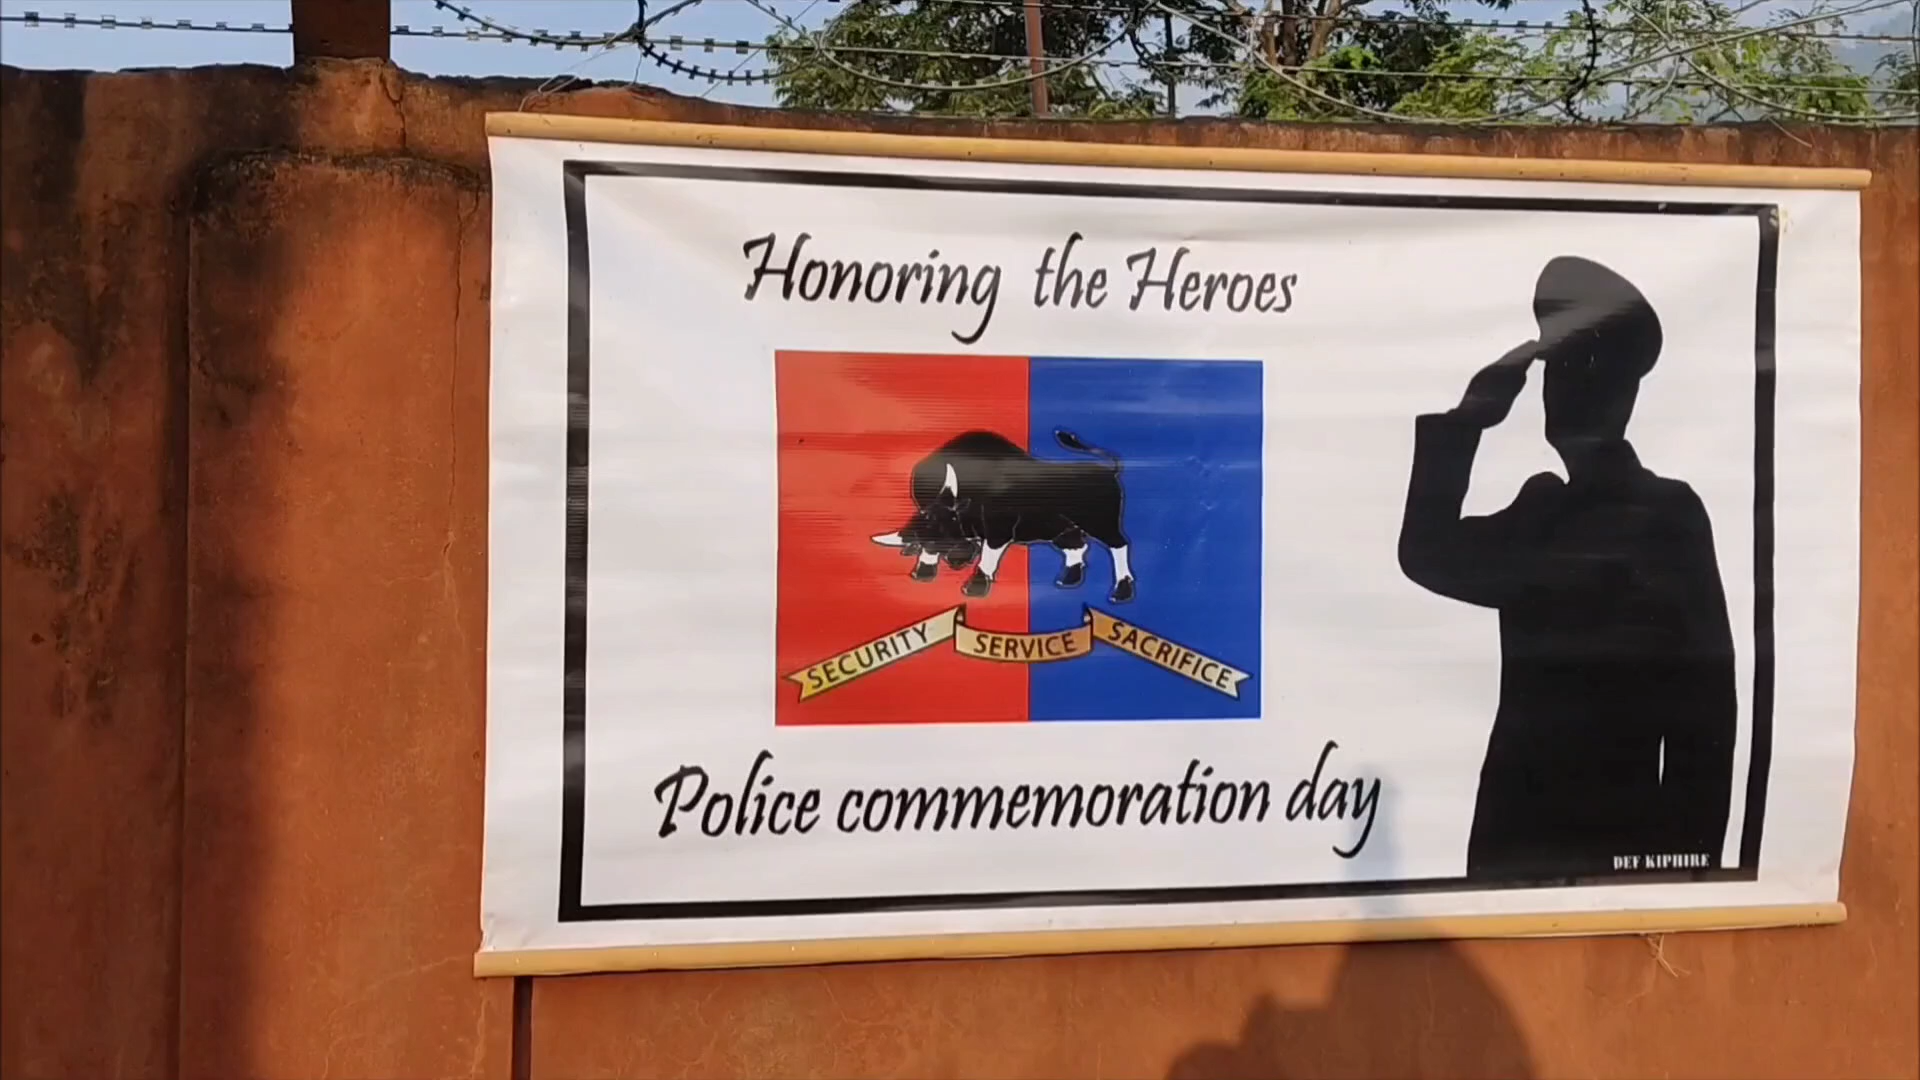 Honoring the Heroes
SECURITY SERVICE SACRIFICE
Police commemoration day
DEF KIPHIRE